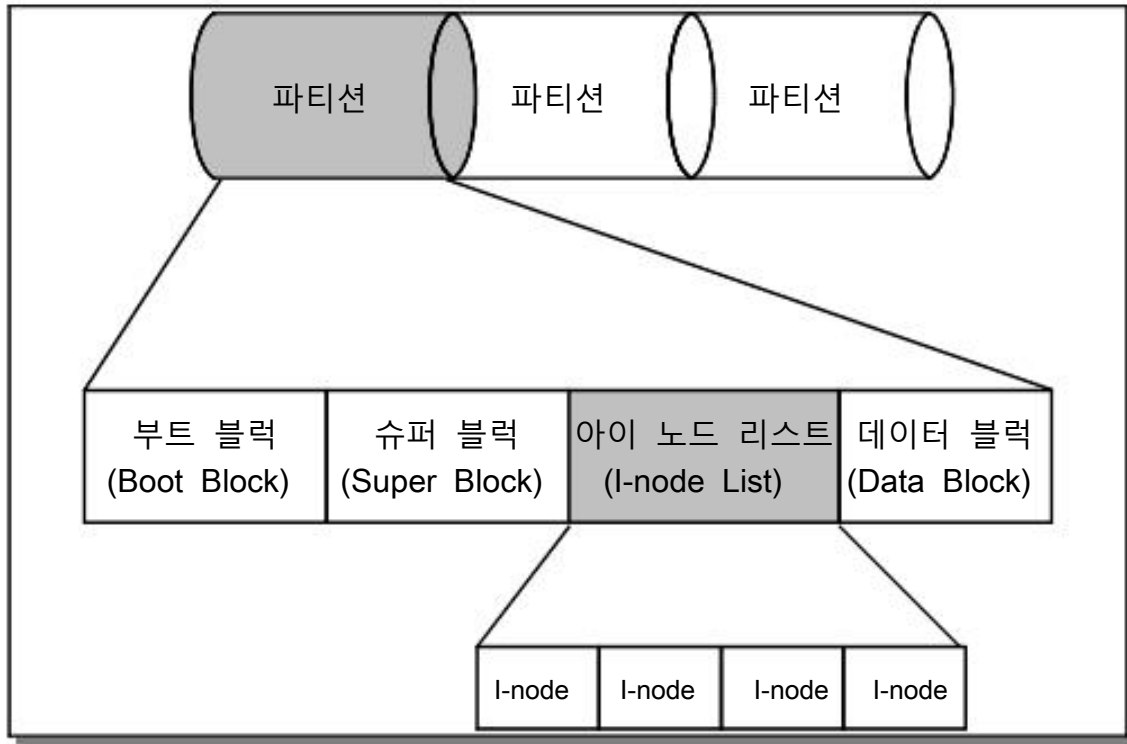 파티션 파티션 파티션
부트 블럭 슈퍼 블럭 아이 노드 리스트 데이터 블럭
(Boot Block) (Super Block) (I-node List) (Data Block)
I-node I-node I-node I-node